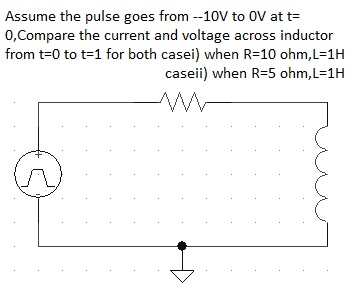 Assume the pulse goes from --10V to 0V at t=
0,Compare the current and voltage across inductor
from t=0 to t=1 for both casei) when R=10 ohm,L=1H
caseii) when R=5 ohm,L=1H
+
-